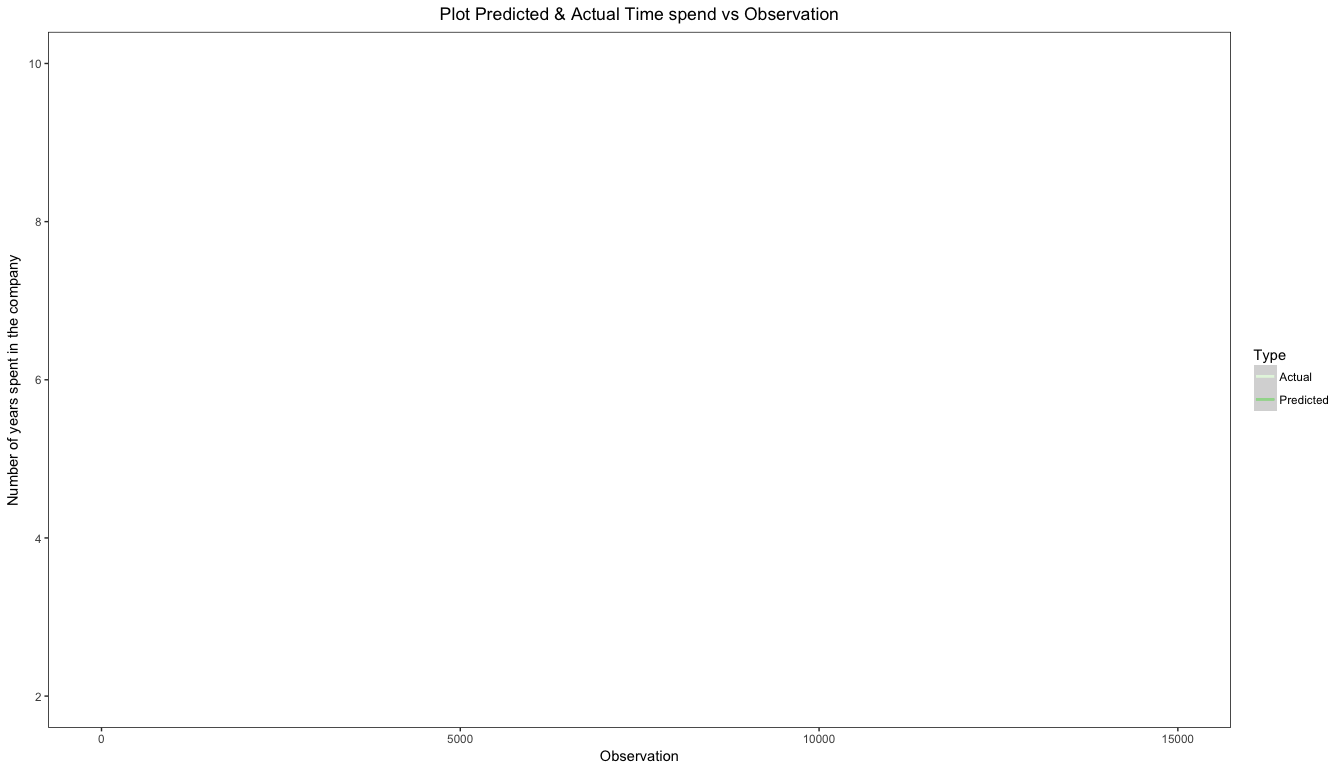 Plot Predicted & Actual Time spend vs Observation
Number of years spent in the company
10
8
6
4
2
0
5000
10000
15000
Observation
Type
Actual
Predicted